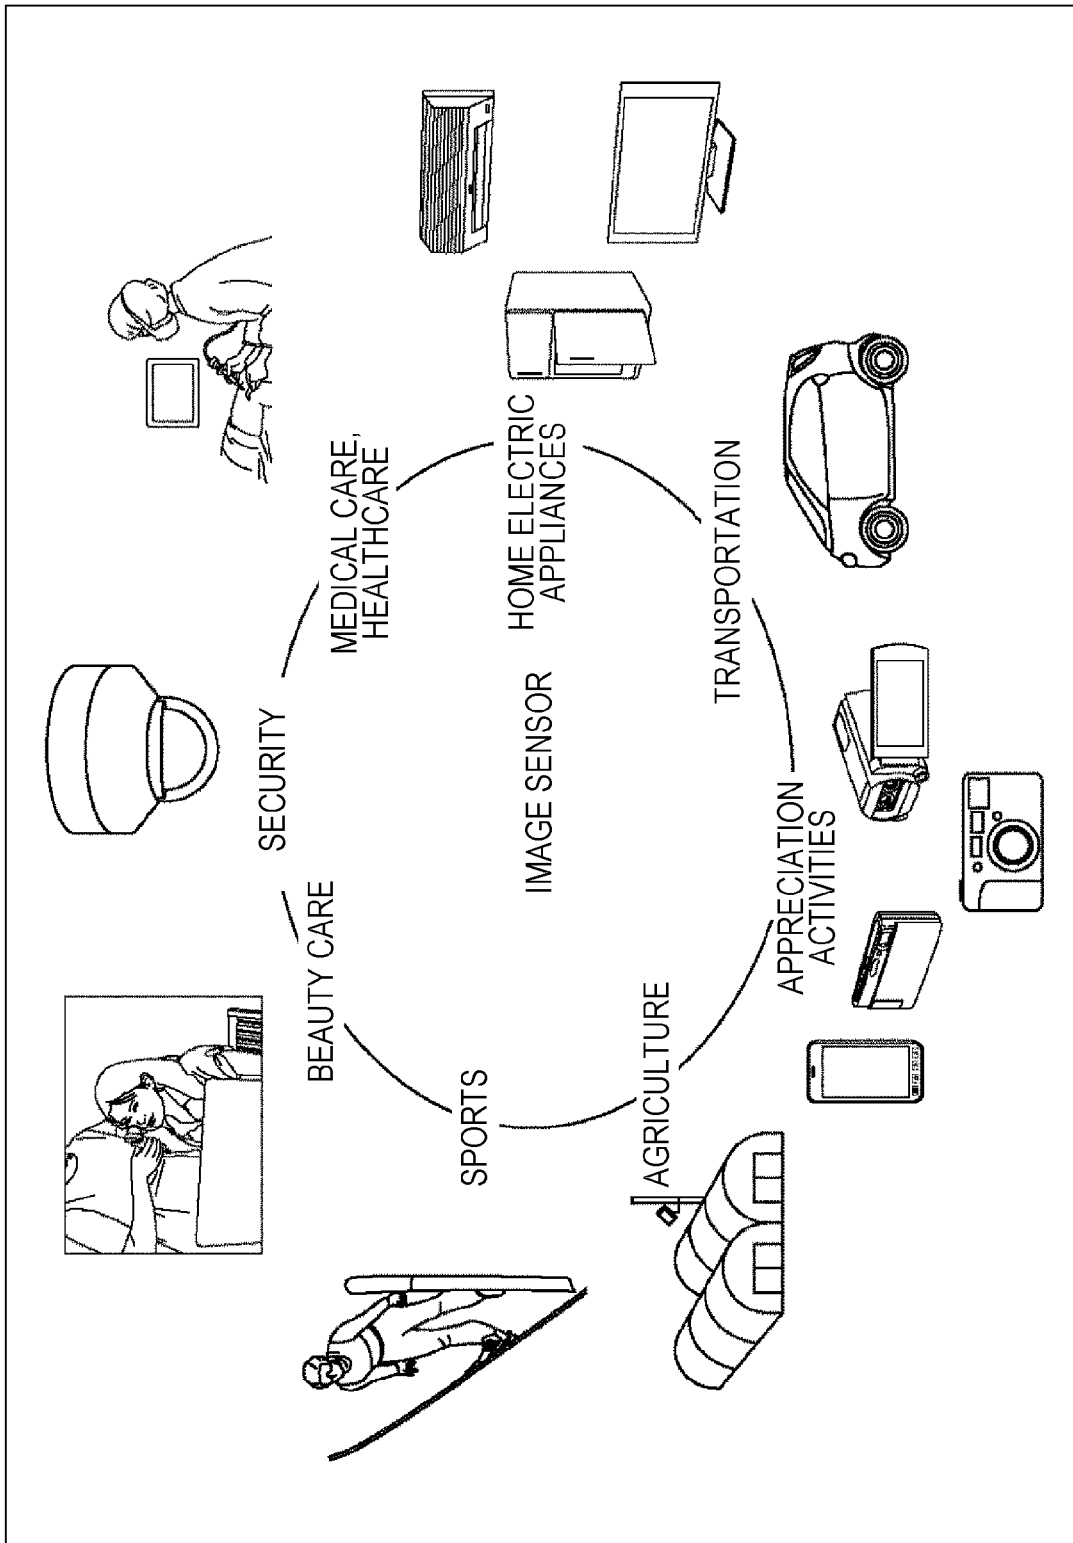 SECURITY
BEAUTY CARE
MEDICAL CARE,
HEALTHCARE
SPORTS
IMAGE SENSOR
HOME ELECTRIC
APPLIANCES
AGRICULTURE
TRANSPORTATION
APPRECIATION
ACTIVITIES